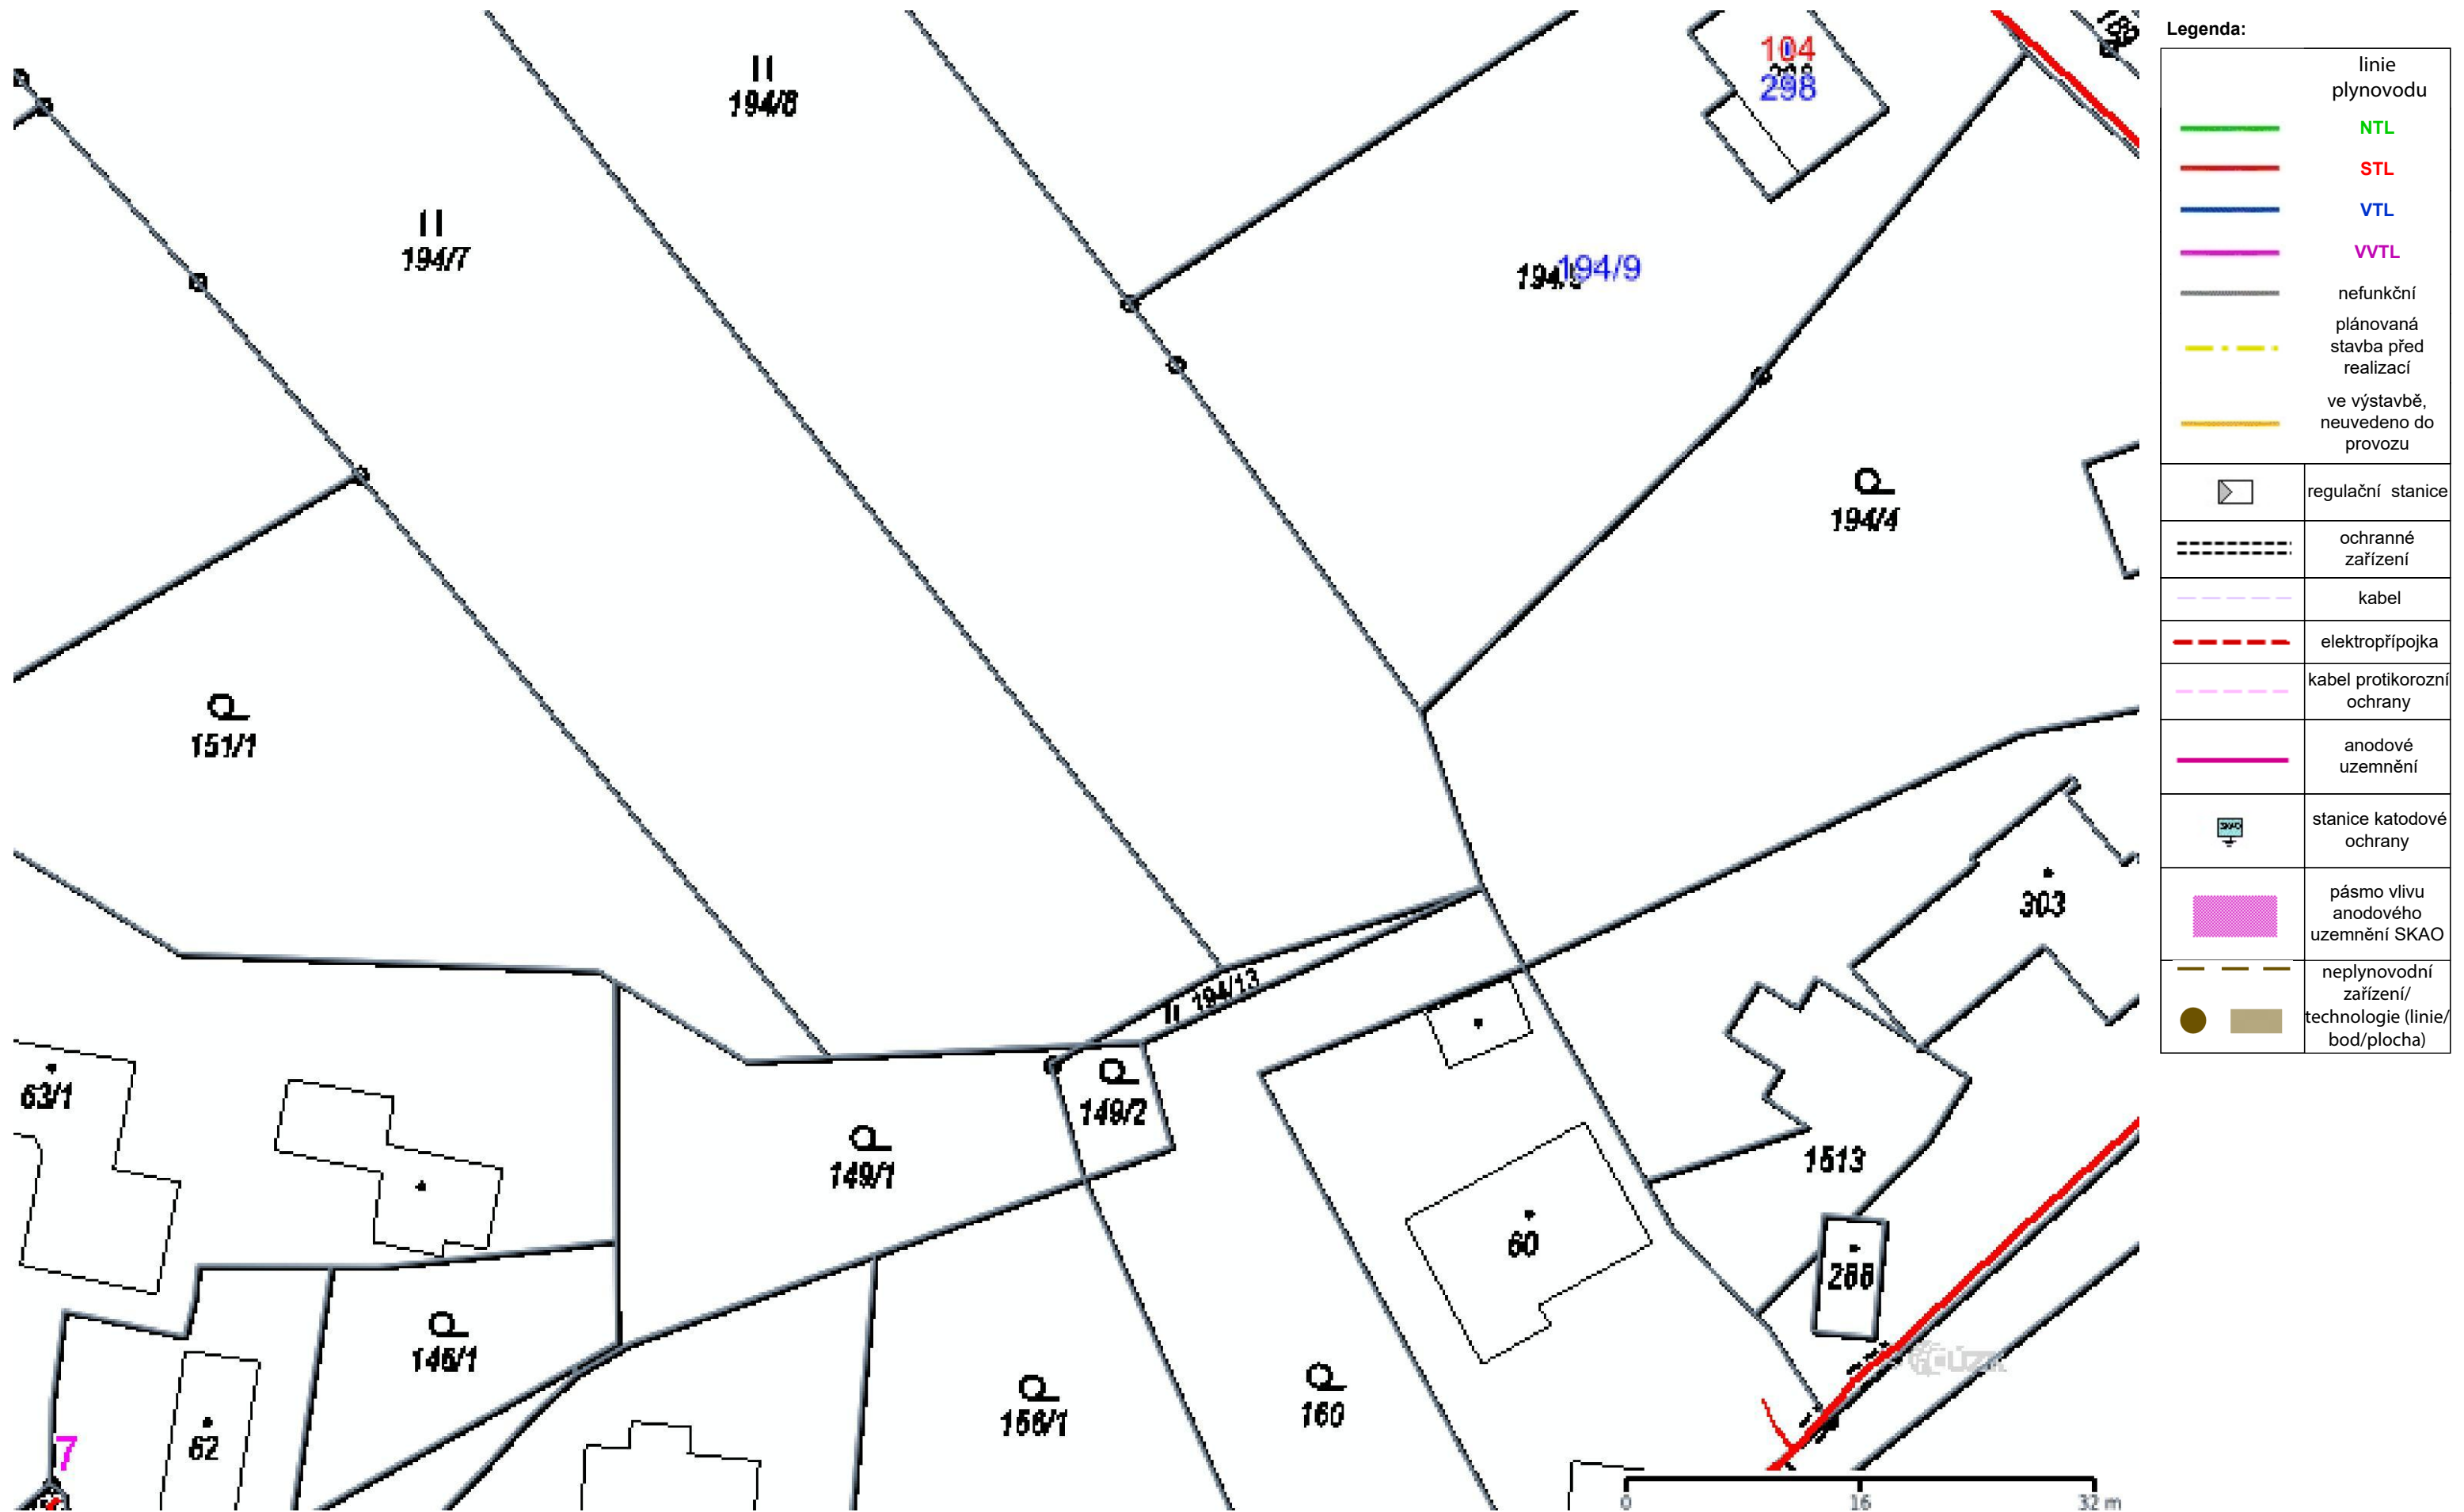 Legenda:
linie
plynovodu
NTL
STL
VTL
VVTL
nefunkční
plánovaná
stavba před
realizací
ve výstavbě,
neuvedeno do
provozu
regulační stanice
ochranné
zařízení
kabel
elektropřípojka
kabel protikorozní
ochrany
anodové
uzemnění
stanice katodové
ochrany
pásmo vlivu
anodového
uzemnění SKAO
neplynovodní
zařízení/
technologie (linie/
bod/plocha)
194/8
104
298
194/7
194/9
194/4
151/1
303
194/13
63/1
149/2
149/1
1513
60
288
146/1
156/1
160
62
7
0 16 32 m